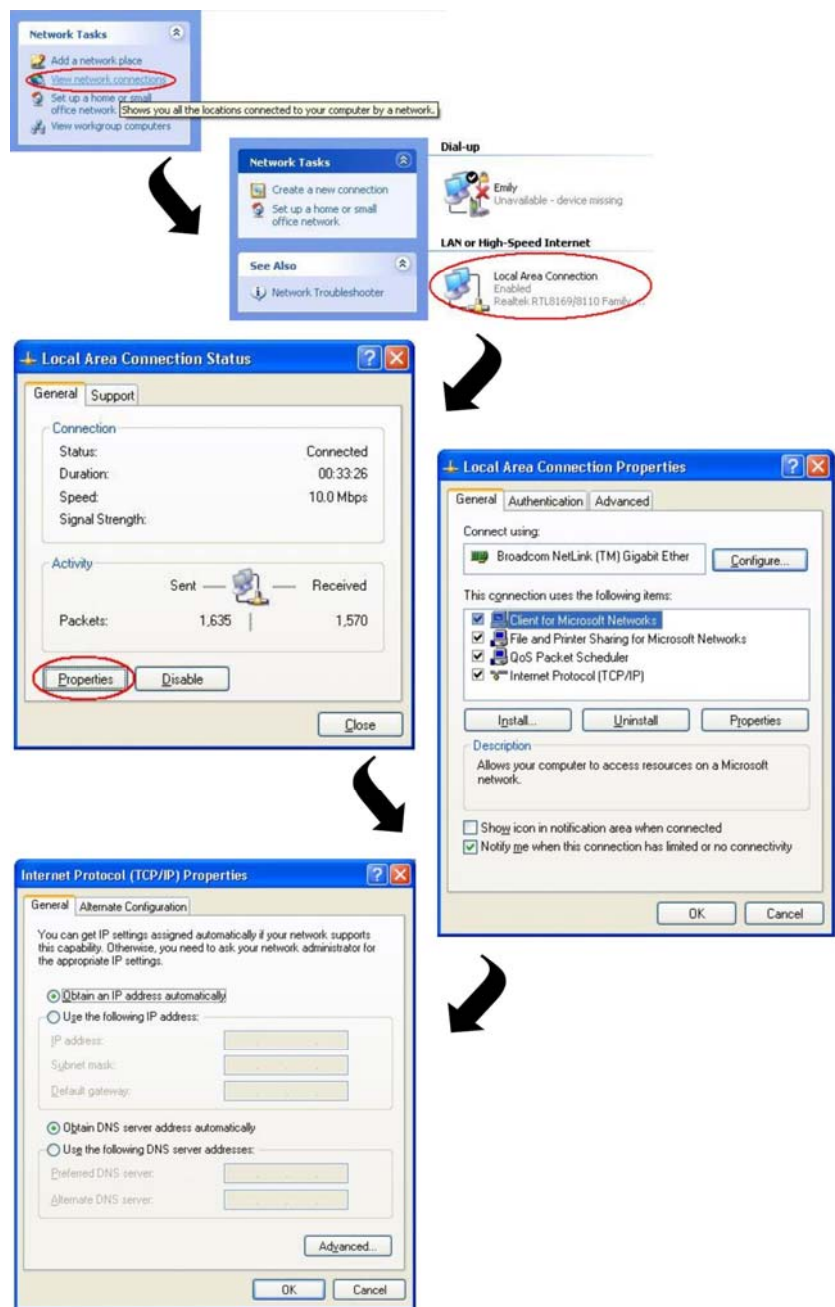 Network Tasks
Add a network place
View network connections
Set up a home or small
office network
Shows you all the locations connected to your computer by a network.
View workgroup computers
Network Tasks
Create a new connection
Set up a home or small
office network
See Also
Network Troubleshooter
Dial-up
Emily
Unavailable - device missing
LAN or High-Speed Internet
Local Area Connection
Enabled
Realtek RTL8169/8110 Family ...
Local Area Connection Status
General Support
Connection
Status: Connected
Duration: 00:33:26
Speed: 10.0 Mbps
Signal Strength:
Activity
Sent Received
Packets: 1,635 1,570
Properties Disable
Close
Local Area Connection Properties
General Authentication Advanced
Connect using:
Broadcom NetLink (TM) Gigabit Ether Configure...
This connection uses the following items:
Client for Microsoft Networks
File and Printer Sharing for Microsoft Networks
QoS Packet Scheduler
Internet Protocol (TCP/IP)
Install... Uninstall Properties
Description
Allows your computer to access resources on a Microsoft
network.
Show icon in notification area when connected
Notify me when this connection has limited or no connectivity
OK Cancel
Internet Protocol (TCP/IP) Properties
General Alternate Configuration
You can get IP settings assigned automatically if your network supports
this capability. Otherwise, you need to ask your network administrator for
the appropriate IP settings.
Obtain an IP address automatically
Use the following IP address:
IP address:
Subnet mask:
Default gateway:
Obtain DNS server address automatically
Use the following DNS server addresses:
Preferred DNS server:
Alternate DNS server:
Advanced...
OK Cancel